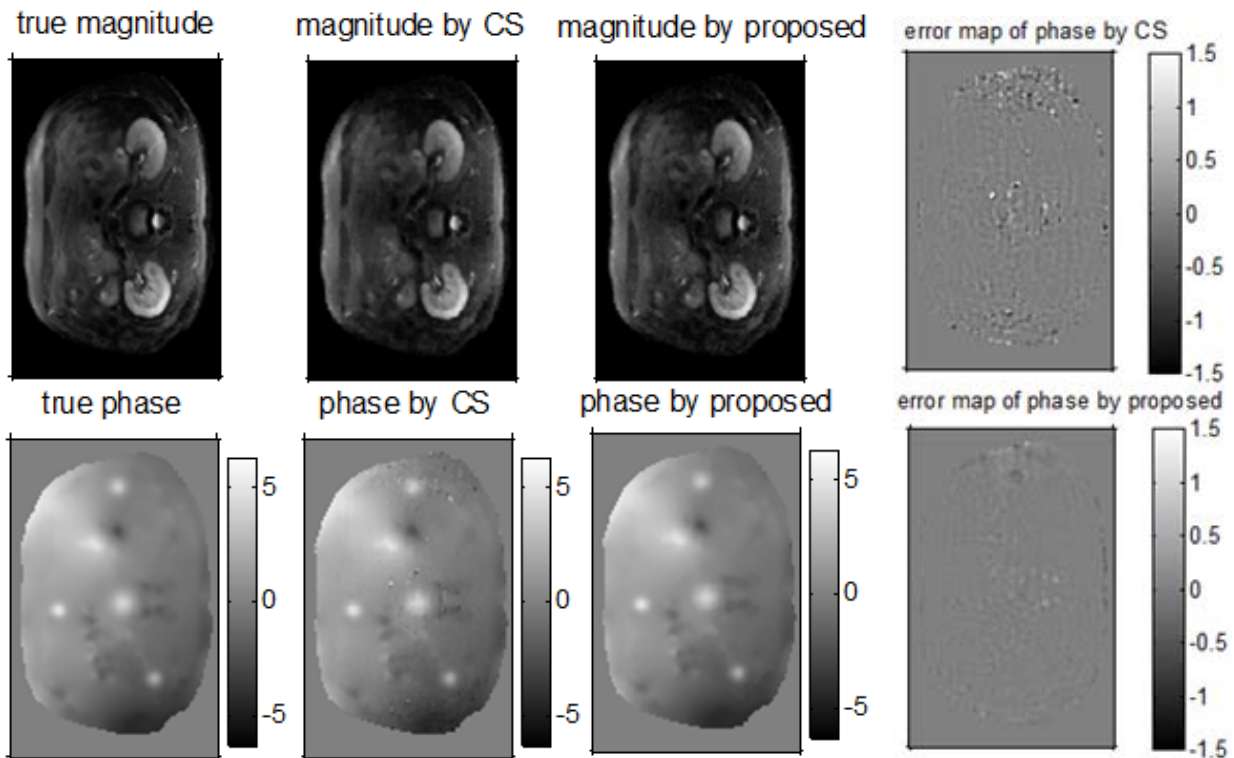 true magnitude
magnitude by CS
magnitude by proposed
error map of phase by CS
1.5
1
0.5
0
-0.5
-1
-1.5
true phase
phase by CS
phase by proposed
error map of phase by proposed
5
0
-5
5
0
-5
5
0
-5
1.5
1
0.5
0
-0.5
-1
-1.5